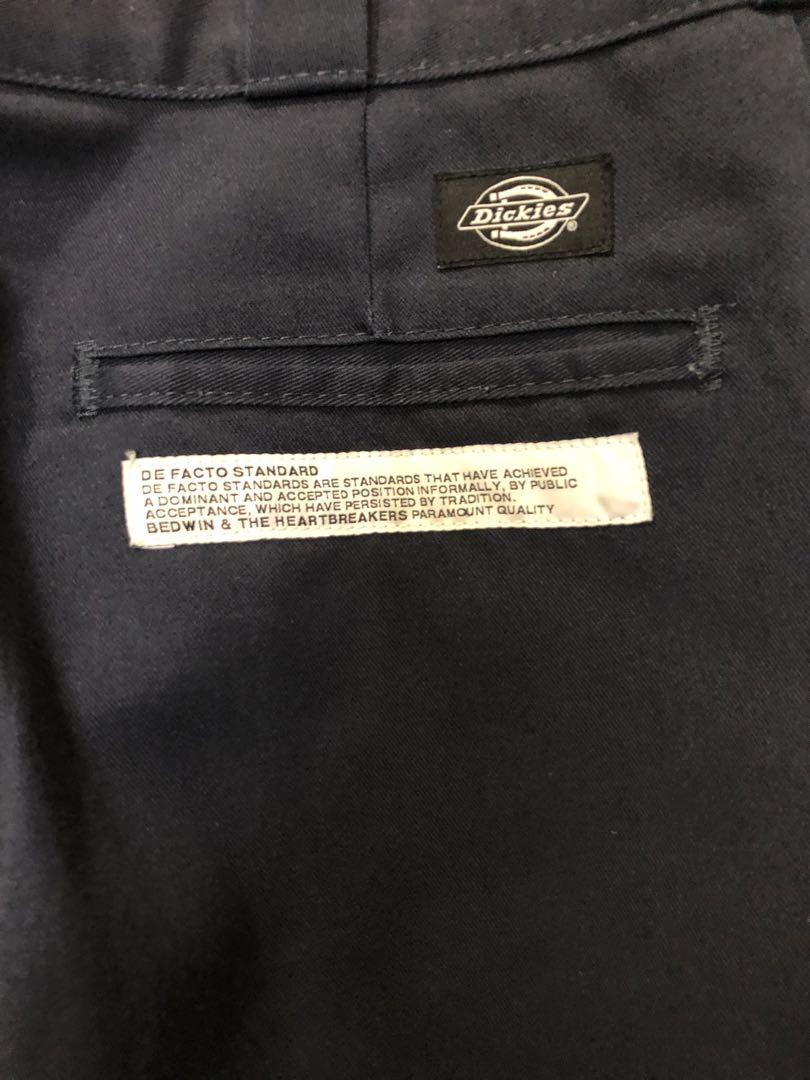 Dickies
®
DE FACTO STANDARD
DE FACTO STANDARDS ARE STANDARDS THAT HAVE ACHIEVED
A DOMINANT AND ACCEPTED POSITION INFORMALLY, BY PUBLIC
ACCEPTANCE, WHICH HAVE PERSISTED BY TRADITION.
BEDWIN & THE HEARTBREAKERS PARAMOUNT QUALITY